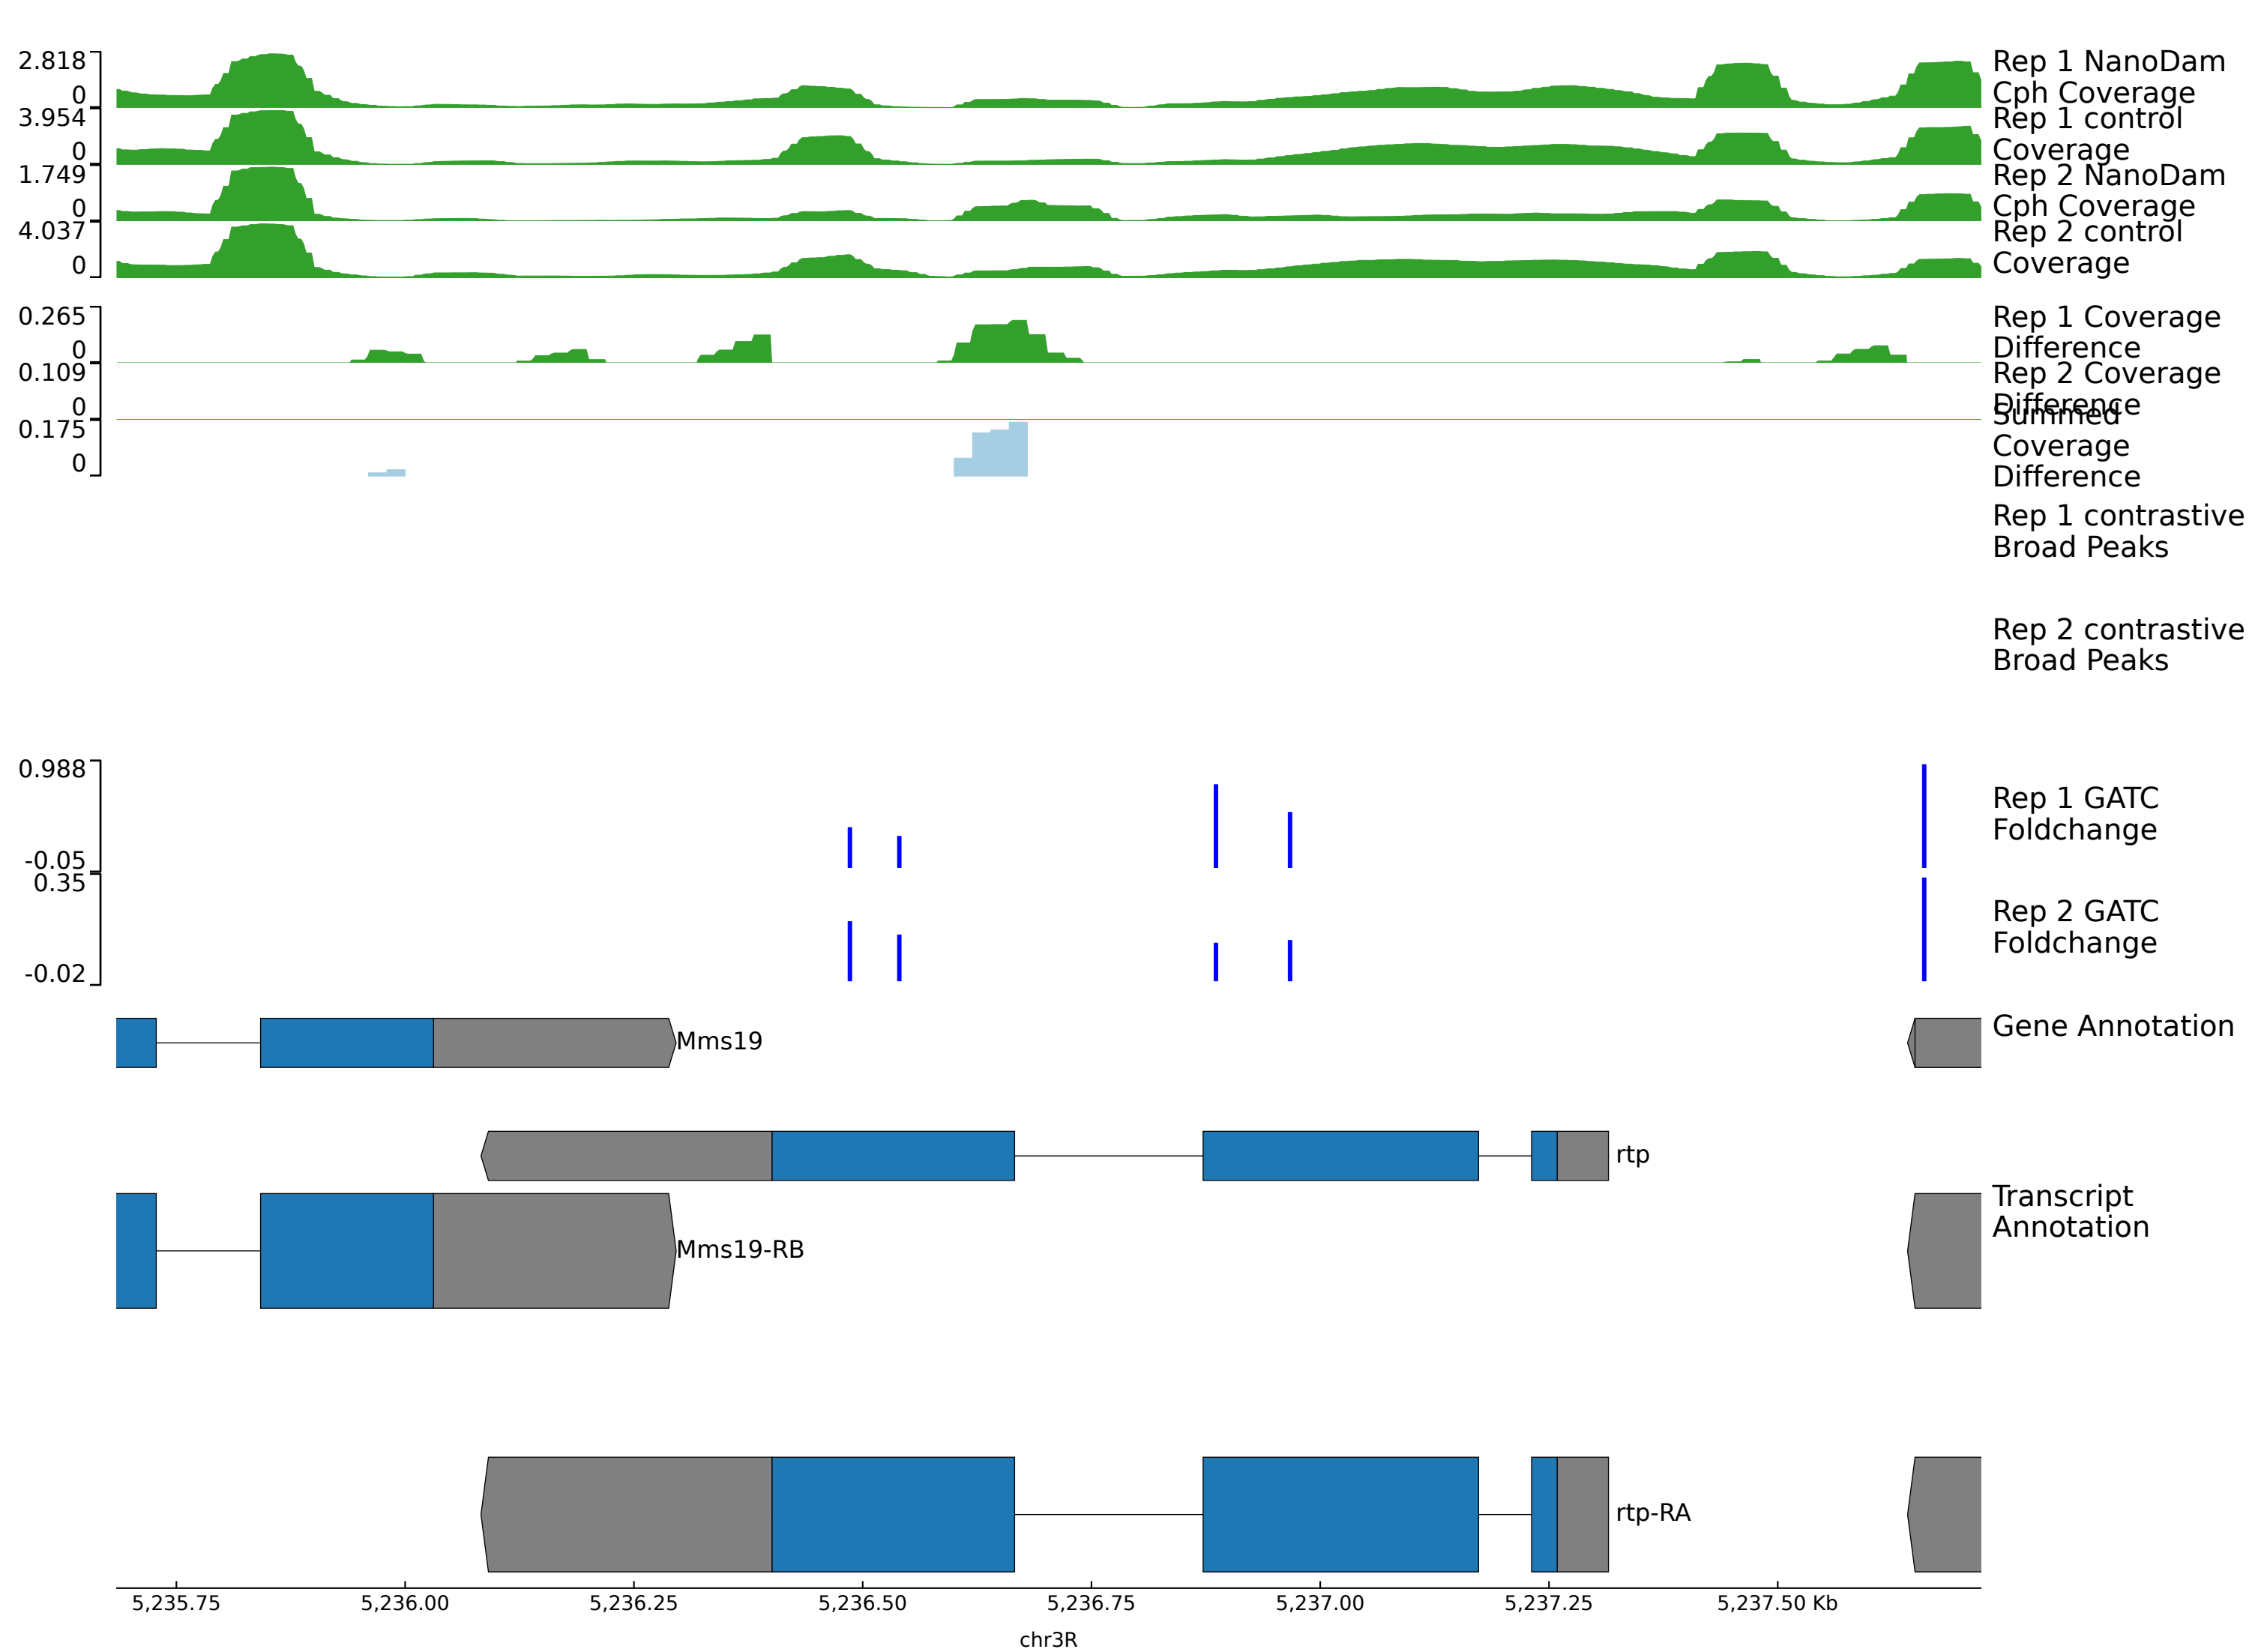 2.818
0
Rep 1 NanoDam
Cph Coverage
3.954
0
Rep 1 control
Coverage
1.749
0
Rep 2 NanoDam
Cph Coverage
4.037
0
Rep 2 control
Coverage
0.265
0
Rep 1 Coverage
Difference
0.109
0
Rep 2 Coverage
Difference
0.175
0
Summed
Coverage
Difference
Rep 1 contrastive
Broad Peaks
Rep 2 contrastive
Broad Peaks
0.988
-0.05
Rep 1 GATC
Foldchange
0.35
-0.02
Rep 2 GATC
Foldchange
Mms19
Gene Annotation
rtp
Mms19-RB
Transcript
Annotation
rtp-RA
5,235.75 5,236.00 5,236.25 5,236.50 5,236.75 5,237.00 5,237.25 5,237.50 Kb
chr3R